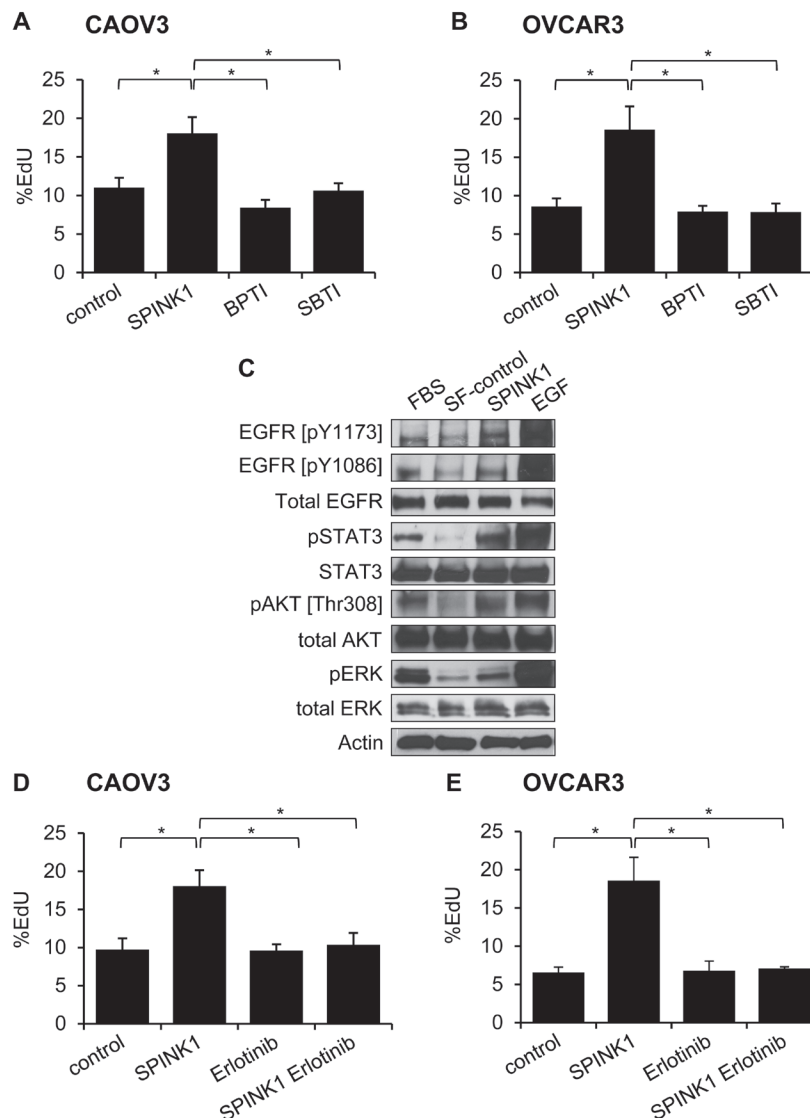 A CAOV3
* * *
25
20
15
10
5
0
%EdU
control SPINK1 BPTI SBTI
B OVCAR3
* * *
25
20
15
10
5
0
%EdU
control SPINK1 BPTI SBTI
C
FBS SF-control SPINK1 EGF
EGFR [pY1173]
EGFR [pY1086]
Total EGFR
pSTAT3
STAT3
pAKT [Thr308]
total AKT
pERK
total ERK
Actin
D CAOV3
* * *
25
20
15
10
5
0
%EdU
control SPINK1 Erlotinib SPINK1 Erlotinib
E OVCAR3
* * *
25
20
15
10
5
0
%EdU
control SPINK1 Erlotinib SPINK1 Erlotinib